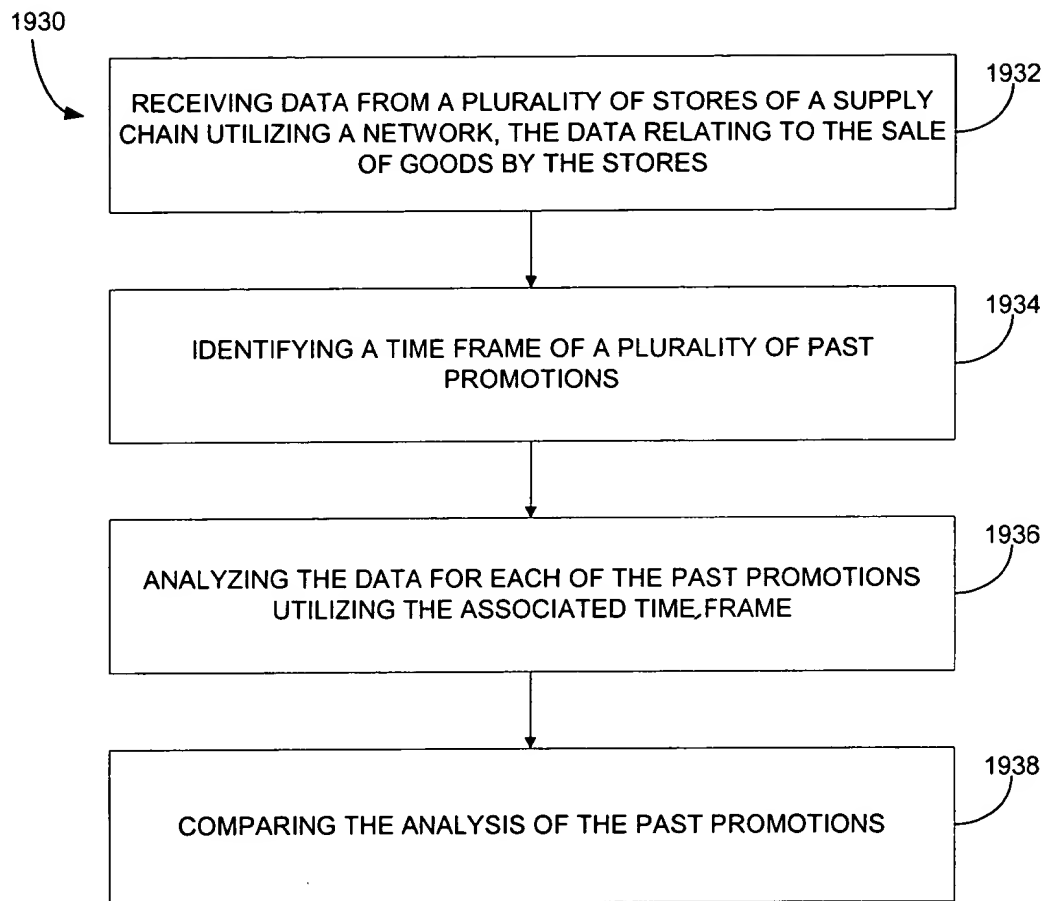 1930
1932
RECEIVING DATA FROM A PLURALITY OF STORES OF A SUPPLY
CHAIN UTILIZING A NETWORK, THE DATA RELATING TO THE SALE
OF GOODS BY THE STORES
1934
IDENTIFYING A TIME FRAME OF A PLURALITY OF PAST
PROMOTIONS
1936
ANALYZING THE DATA FOR EACH OF THE PAST PROMOTIONS
UTILIZING THE ASSOCIATED TIME FRAME
1938
COMPARING THE ANALYSIS OF THE PAST PROMOTIONS